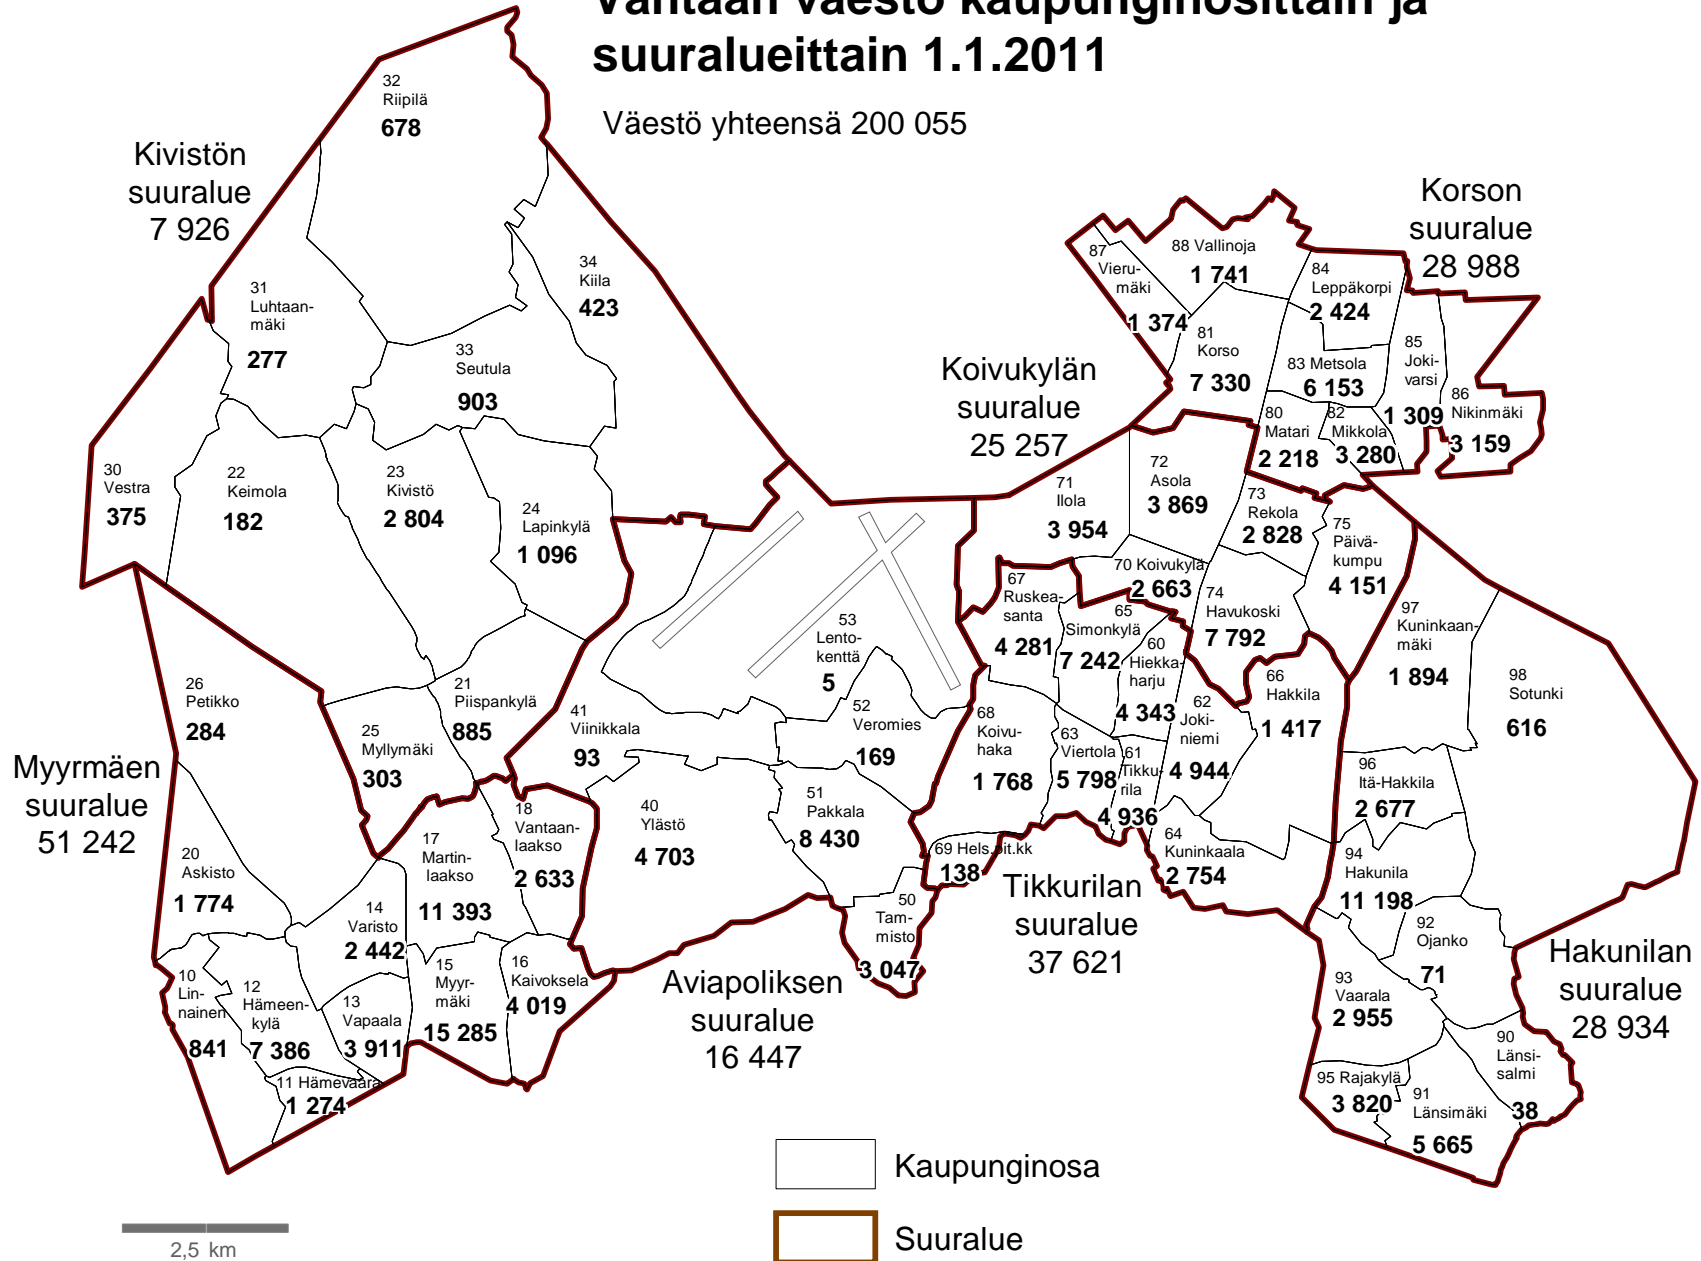 Vantaan väestö kaupunginosittain ja
suuralueittain 1.1.2011
Väestö yhteensä 200 055
Kivistön
suuralue
7 926
32
Riipilä
678
31
Luhtaan-
mäki
277
34
Kiila
423
33
Seutula
903
30
Vestra
375
22
Keimola
182
23
Kivistö
2 804
24
Lapinkylä
1 096
21
Piispankylä
885
25
Myllymäki
303
Korson
suuralue
28 988
87
Vieru-
mäki
1 374
88 Vallinoja
1 741
84
Leppäkorpi
2 424
81
Korso
7 330
83 Metsola
6 153
85
Joki-
varsi
1 309
86
Nikinmäki
3 159
80
Matari
2 218
82
Mikkola
3 280
Koivukylän
suuralue
25 257
71
Ilola
3 954
72
Asola
3 869
73
Rekola
2 828
75
Päivä-
kumpu
4 151
70 Koivukylä
2 663
74
Havukoski
7 792
Myyrmäen
suuralue
51 242
26
Petikko
284
20
Askisto
1 774
17
Martin-
laakso
11 393
18
Vantaan-
laakso
2 633
14
Varisto
2 442
10
Lin-
nainen
841
12
Hämeen-
kylä
7 386
13
Vapaala
3 911
15
Myyr-
mäki
15 285
16
Kaivoksela
4 019
11 Hämevaara
1 274
Aviapoliksen
suuralue
16 447
53
Lento-
kenttä
5
41
Viinikkala
93
52
Veromies
169
40
Ylästö
4 703
51
Pakkala
8 430
50
Tam-
misto
3 047
Tikkurilan
suuralue
37 621
67
Ruskea-
santa
4 281
65
Simonkylä
7 242
60
Hiekka-
harju
4 343
66
Hakkila
1 417
68
Koivu-
haka
1 768
63
Viertola
5 798
61
Tikku-
rila
4 936
62
Joki-
niemi
4 944
64
Kuninkaala
2 754
69 Hels.pit.kk
138
Hakunilan
suuralue
28 934
97
Kuninkaan-
mäki
1 894
98
Sotunki
616
96
Itä-Hakkila
2 677
94
Hakunila
11 198
92
Ojanko
71
93
Vaarala
2 955
90
Länsi-
salmi
38
95 Rajakylä
3 820
91
Länsimäki
5 665
Kaupunginosa
Suuralue
2,5 km